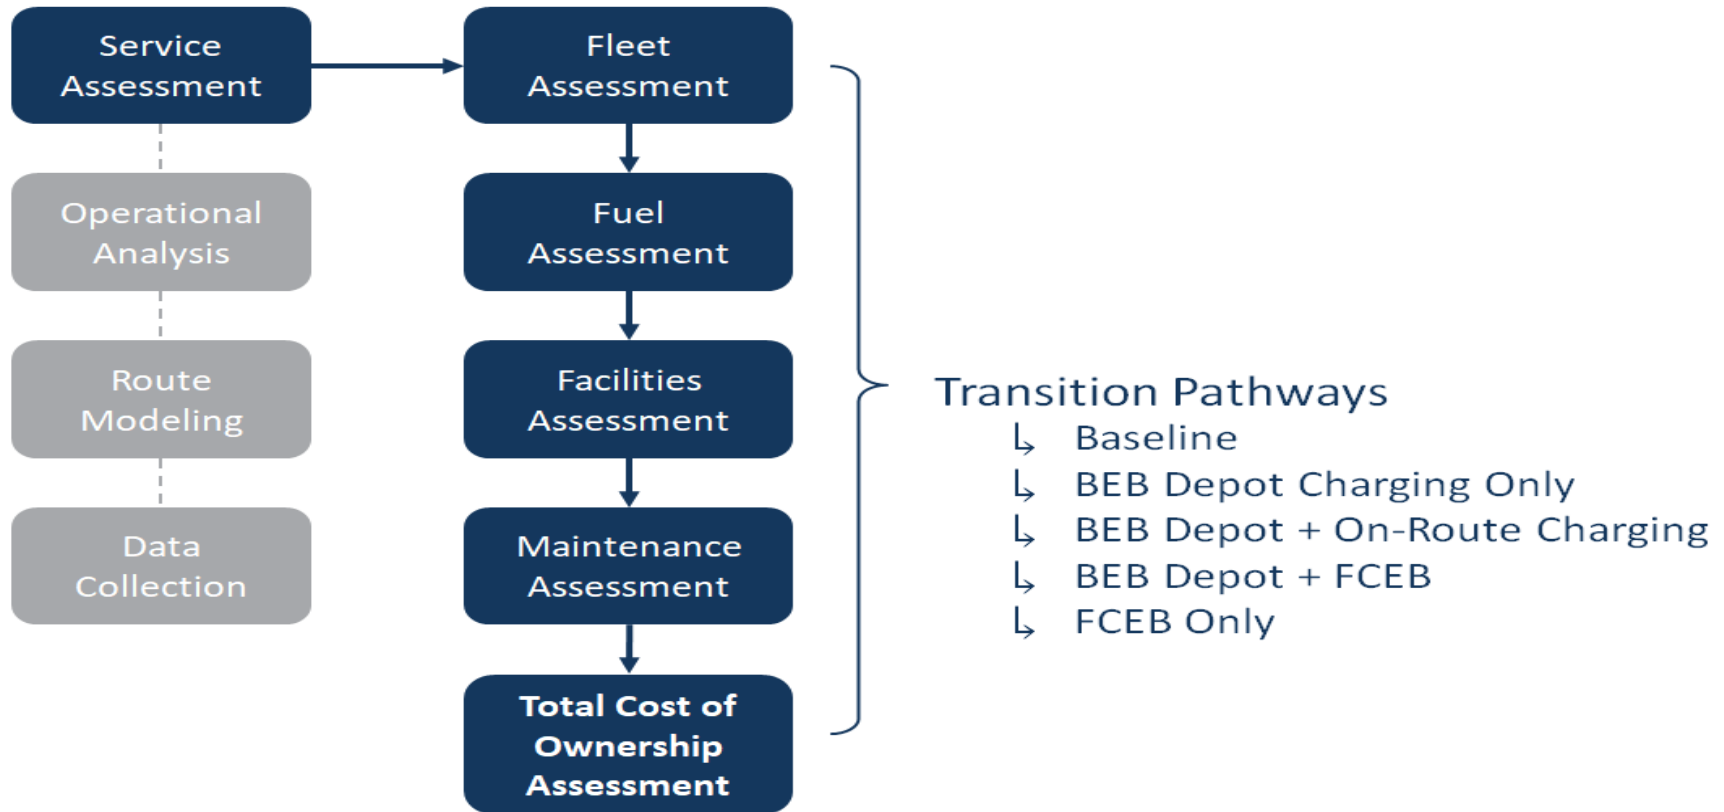 Service
Assessment
Operational
Analysis
Route
Modeling
Data
Collection
Fleet
Assessment
Fuel
Assessment
Facilities
Assessment
Maintenance
Assessment
Total Cost of
Ownership
Assessment
Transition Pathways
↳ Baseline
↳ BEB Depot Charging Only
↳ BEB Depot + On-Route Charging
↳ BEB Depot + FCEB
↳ FCEB Only